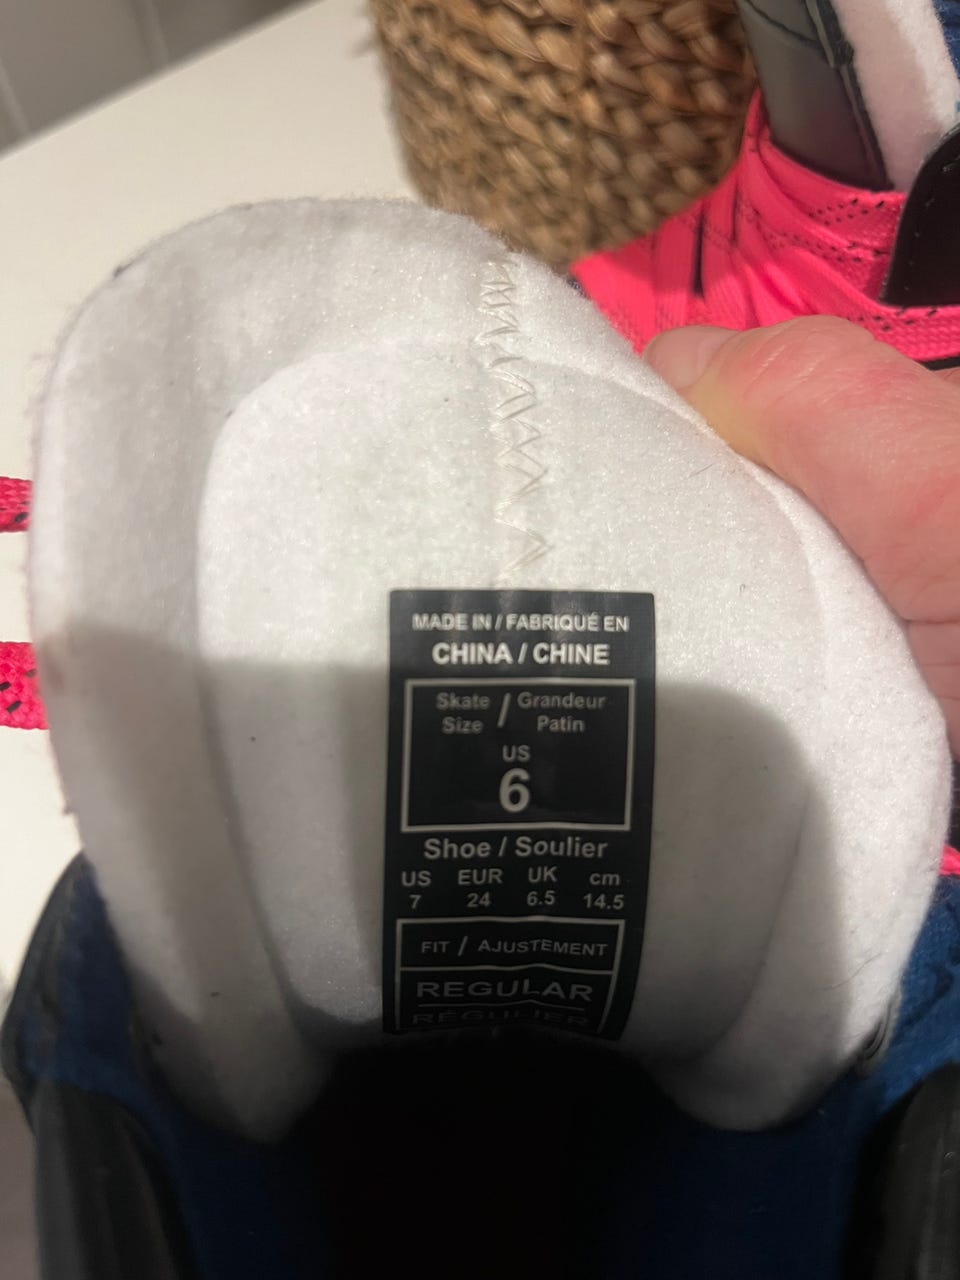 MADE IN / FABRIQUÉ EN
CHINA / CHINE
Skate Size / Grandeur Patin
US
6
Shoe / Soulier
US EUR UK cm
7 24 6.5 14.5
FIT / AJUSTEMENT
REGULAR
RÉGULIER